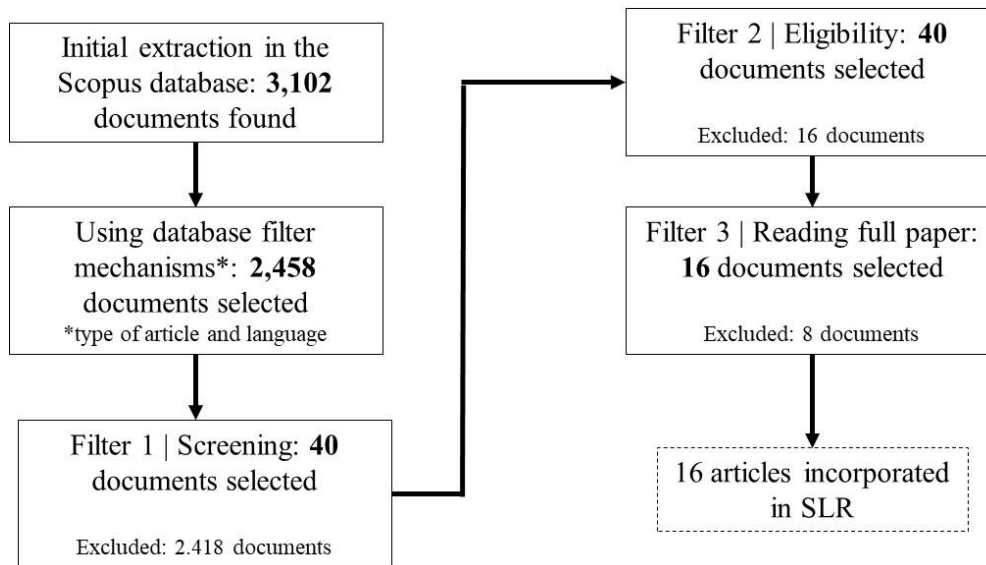 Initial extraction in the
Scopus database: 3,102
documents found
Using database filter
mechanisms*: 2,458
documents selected
*type of article and language
Filter 1 | Screening: 40
documents selected
Excluded: 2.418 documents
Filter 2 | Eligibility: 40
documents selected
Excluded: 16 documents
Filter 3 | Reading full paper:
16 documents selected
Excluded: 8 documents
16 articles incorporated
in SLR